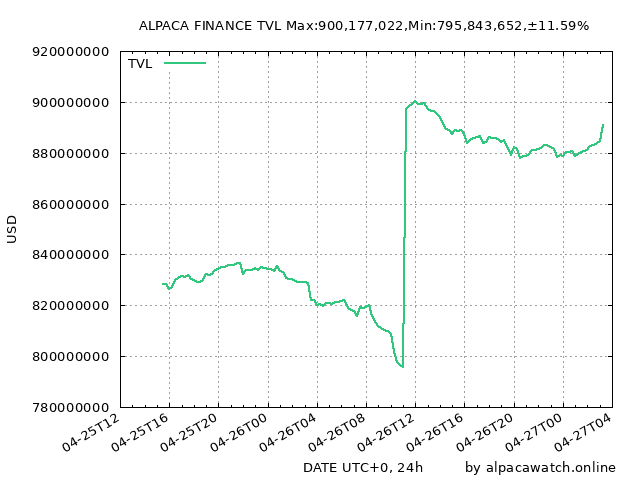 ALPACA FINANCE TVL Max:900,177,022,Min:795,843,652,±11.59%
920000000
TVL
900000000
880000000
860000000
USD
840000000
820000000
800000000
780000000
04-25T12 04-25T16 04-25T20 04-26T00 04-26T04 04-26T08 04-26T12 04-26T16 04-26T20 04-27T00 04-27T04
DATE UTC+0, 24h by alpacawatch.online